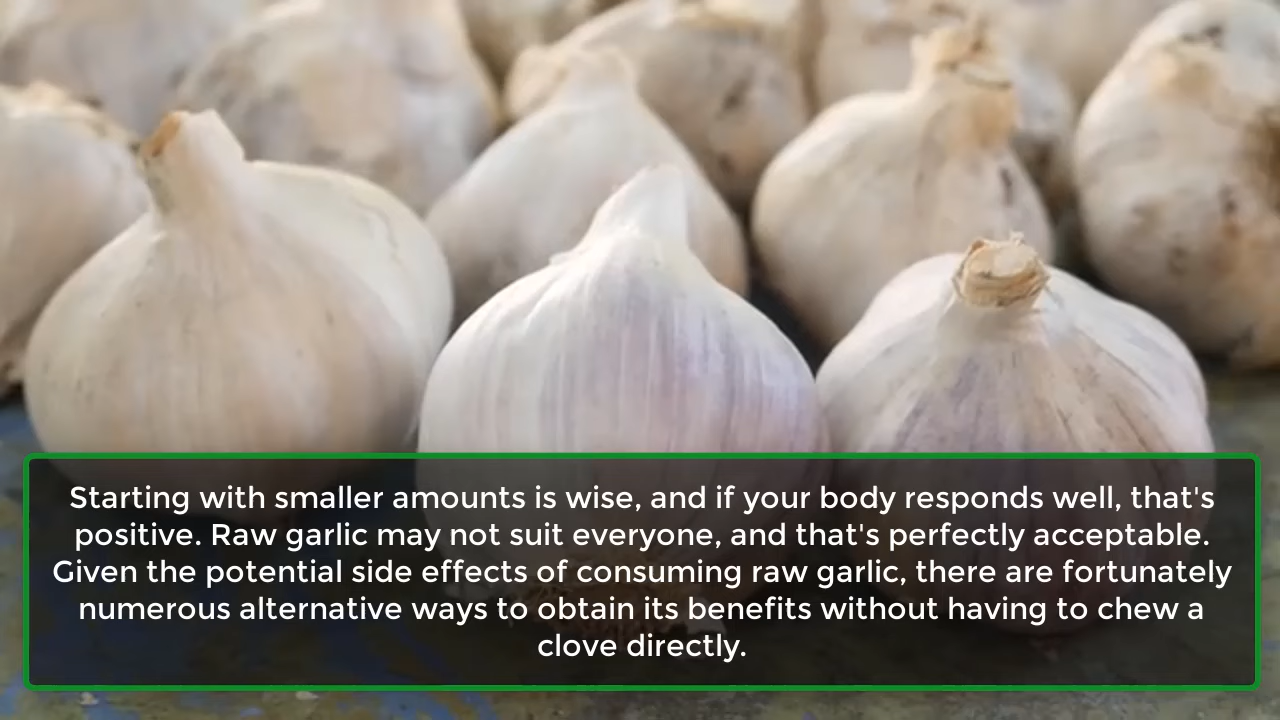 Starting with smaller amounts is wise, and if your body responds well, that's
positive. Raw garlic may not suit everyone, and that's perfectly acceptable.
Given the potential side effects of consuming raw garlic, there are fortunately
numerous alternative ways to obtain its benefits without having to chew a
clove directly.